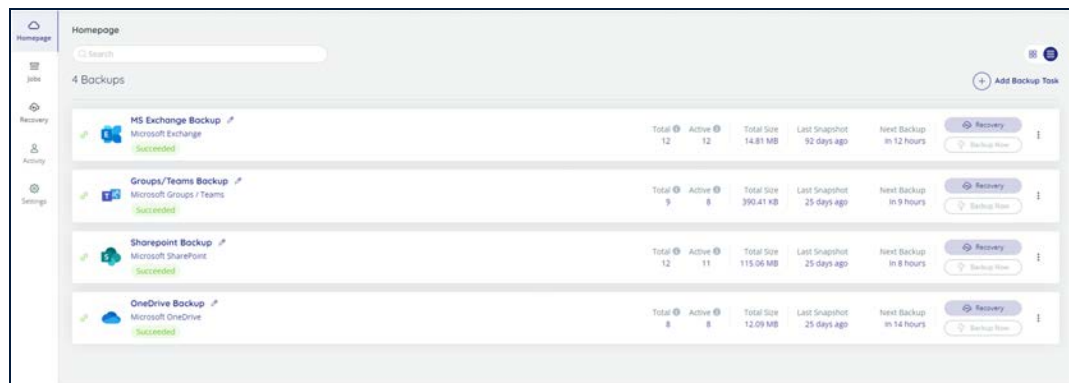 Homepage
Homepage
Search
Jobs
4 Backups
Add Backup Task
Recovery
MS Exchange Backup
Microsoft Exchange
Succeeded
Total Active Total Size Last Snapshot Next Backup
12 12 14.81 MB 92 days ago in 12 hours
Recovery
Backup Now
Activity
Settings
Groups/Teams Backup
Microsoft Groups / Teams
Succeeded
Total Active Total Size Last Snapshot Next Backup
9 8 390.41 KB 25 days ago in 9 hours
Recovery
Backup Now
Sharepoint Backup
Microsoft SharePoint
Succeeded
Total Active Total Size Last Snapshot Next Backup
12 11 115.06 MB 25 days ago in 8 hours
Recovery
Backup Now
OneDrive Backup
Microsoft OneDrive
Succeeded
Total Active Total Size Last Snapshot Next Backup
8 8 12.09 MB 25 days ago in 14 hours
Recovery
Backup Now